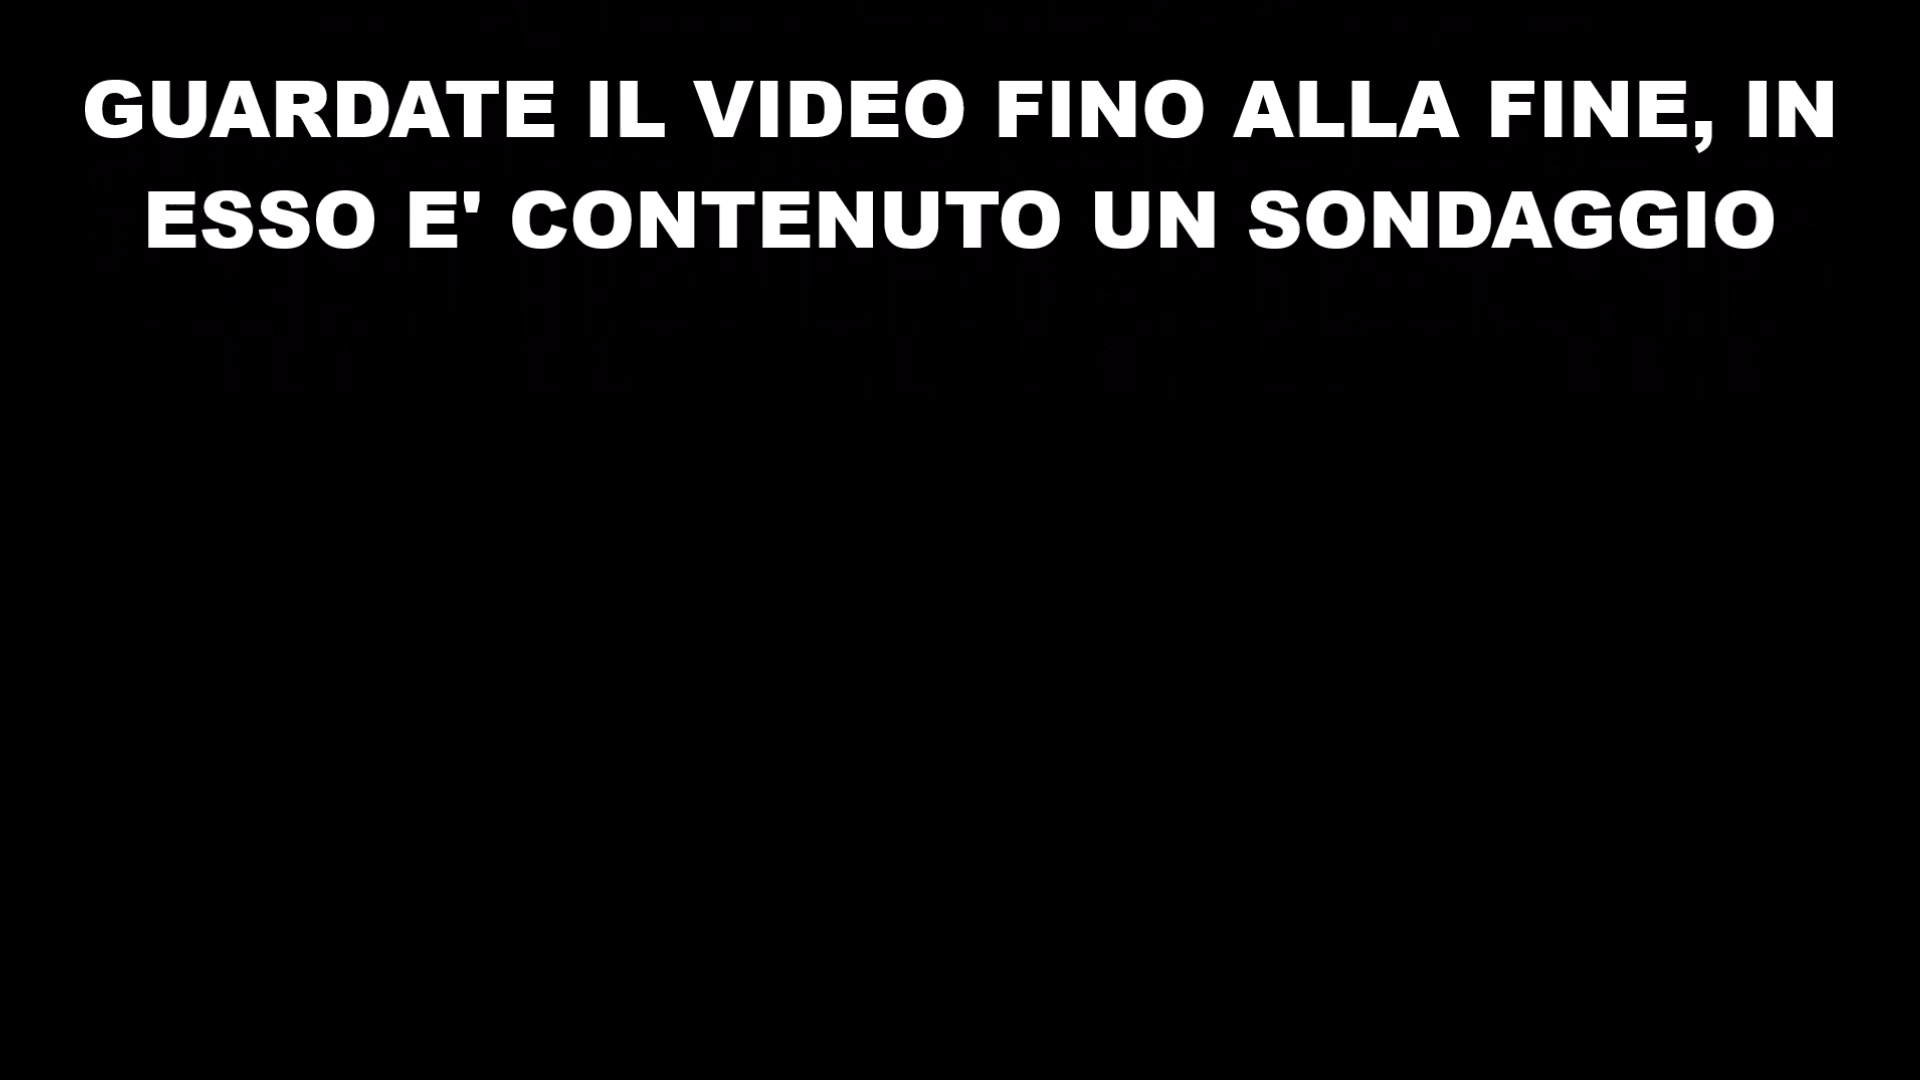 GUARDATE IL VIDEO FINO ALLA FINE, IN
ESSO E' CONTENUTO UN SONDAGGIO